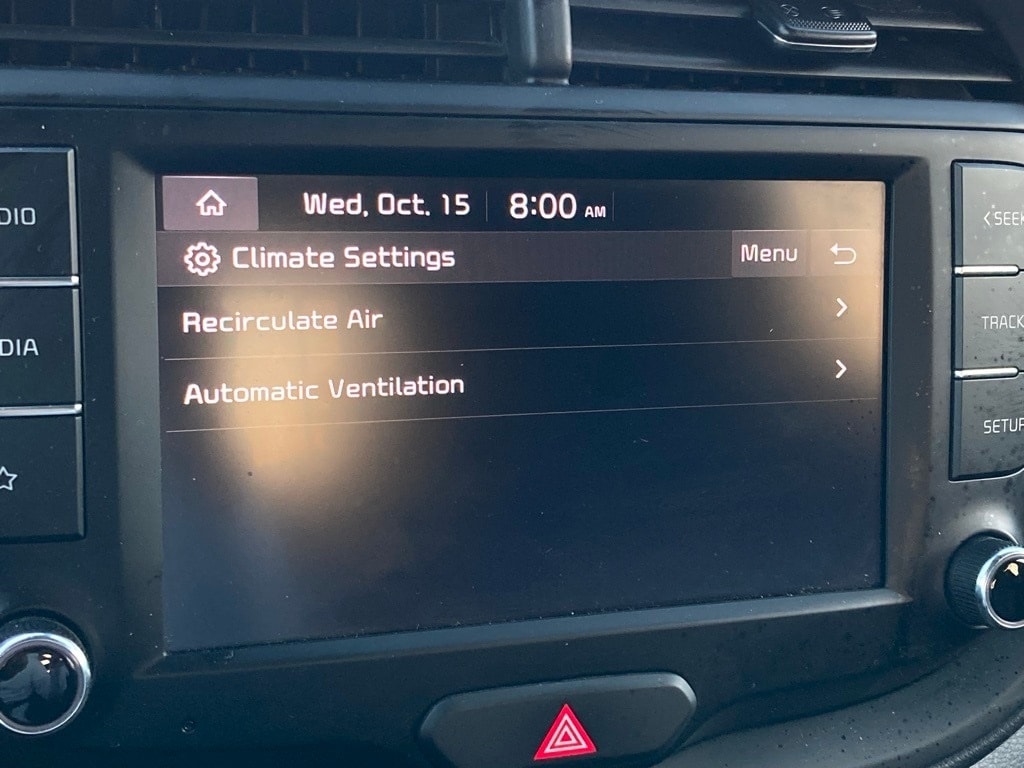 Wed, Oct. 15 8:00 AM
Climate Settings Menu
Recirculate Air
Automatic Ventilation
DIO
DIA
SEEK
TRACK
SETUP